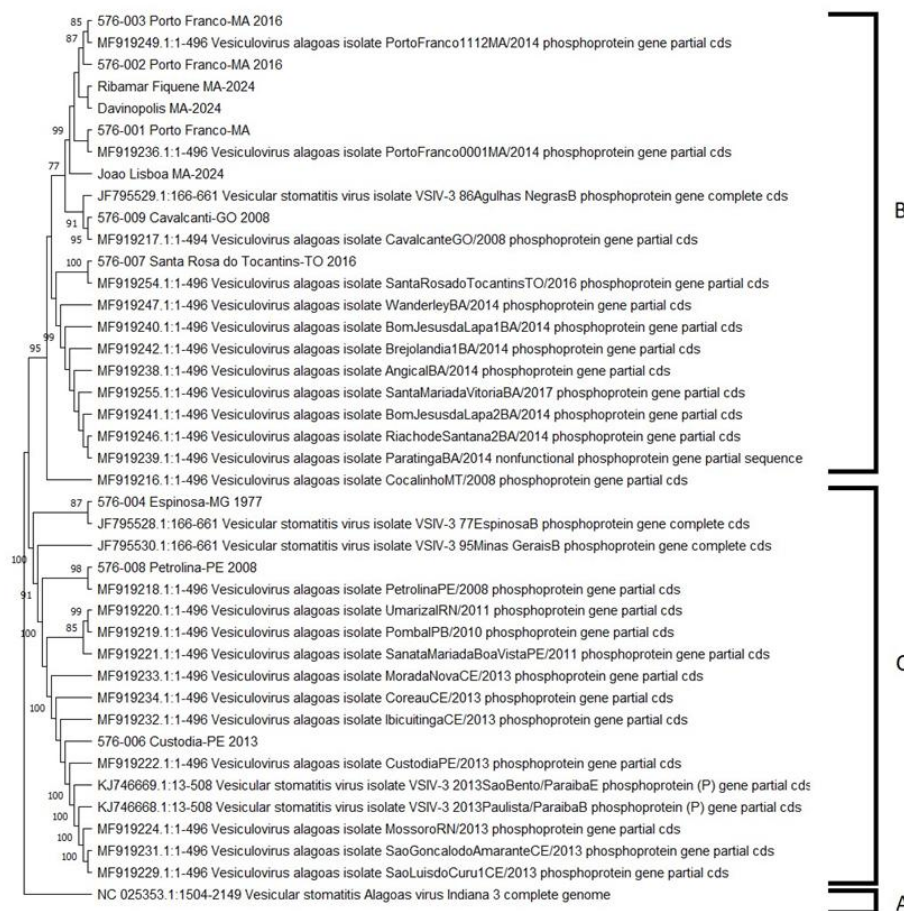 85 576-003 Porto Franco-MA 2016
87 MF919249.1:1-496 Vesiculovirus alagoas isolate PortoFranco1112MA/2014 phosphoprotein gene partial cds
576-002 Porto Franco-MA 2016
Ribamar Fiquene MA-2024
Davinopolis MA-2024
99 576-001 Porto Franco-MA
MF919236.1:1-496 Vesiculovirus alagoas isolate PortoFranco0001MA/2014 phosphoprotein gene partial cds
77 Joao Lisboa MA-2024
JF795529.1:166-661 Vesicular stomatitis virus isolate VSIV-3 86Agulhas NegrasB phosphoprotein gene complete cds
B
91 576-009 Cavalcanti-GO 2008
95 MF919217.1:1-494 Vesiculovirus alagoas isolate CavalcanteGO/2008 phosphoprotein gene partial cds
100 576-007 Santa Rosa do Tocantins-TO 2016
MF919254.1:1-496 Vesiculovirus alagoas isolate SantaRosadoTocantinsTO/2016 phosphoprotein gene partial cds
MF919247.1:1-496 Vesiculovirus alagoas isolate WanderleyBA/2014 phosphoprotein gene partial cds
99 MF919240.1:1-496 Vesiculovirus alagoas isolate BomJesusdaLapa1BA/2014 phosphoprotein gene partial cds
95 MF919242.1:1-496 Vesiculovirus alagoas isolate Brejolandia1BA/2014 phosphoprotein gene partial cds
MF919238.1:1-496 Vesiculovirus alagoas isolate AngicalBA/2014 phosphoprotein gene partial cds
MF919255.1:1-496 Vesiculovirus alagoas isolate SantaMariadaVitoriaBA/2017 phosphoprotein gene partial cds
MF919241.1:1-496 Vesiculovirus alagoas isolate BomJesusdaLapa2BA/2014 phosphoprotein gene partial cds
MF919246.1:1-496 Vesiculovirus alagoas isolate RiachodeSantana2BA/2014 phosphoprotein gene partial cds
MF919239.1:1-496 Vesiculovirus alagoas isolate ParatingaBA/2014 nonfunctional phosphoprotein gene partial sequence
MF919216.1:1-496 Vesiculovirus alagoas isolate CocalinhoMT/2008 phosphoprotein gene partial cds
87 576-004 Espinosa-MG 1977
JF795528.1:166-661 Vesicular stomatitis virus isolate VSIV-3 77EspinosaB phosphoprotein gene complete cds
100 JF795530.1:166-661 Vesicular stomatitis virus isolate VSIV-3 95Minas GeraisB phosphoprotein gene complete cds
98 576-008 Petrolina-PE 2008
91 MF919218.1:1-496 Vesiculovirus alagoas isolate PetrolinaPE/2008 phosphoprotein gene partial cds
99 MF919220.1:1-496 Vesiculovirus alagoas isolate UmarizalRN/2011 phosphoprotein gene partial cds
100 85 MF919219.1:1-496 Vesiculovirus alagoas isolate PombalPB/2010 phosphoprotein gene partial cds
MF919221.1:1-496 Vesiculovirus alagoas isolate SanataMariadaBoaVistaPE/2011 phosphoprotein gene partial cds
C
MF919233.1:1-496 Vesiculovirus alagoas isolate MoradaNovaCE/2013 phosphoprotein gene partial cds
100 MF919234.1:1-496 Vesiculovirus alagoas isolate CoreauCE/2013 phosphoprotein gene partial cds
MF919232.1:1-496 Vesiculovirus alagoas isolate IbicuitingaCE/2013 phosphoprotein gene partial cds
576-006 Custodia-PE 2013
MF919222.1:1-496 Vesiculovirus alagoas isolate CustodiaPE/2013 phosphoprotein gene partial cds
100 KJ746669.1:13-508 Vesicular stomatitis virus isolate VSIV-3 2013SaoBento/ParaibaE phosphoprotein (P) gene partial cds
100 KJ746668.1:13-508 Vesicular stomatitis virus isolate VSIV-3 2013Paulista/ParaibaB phosphoprotein (P) gene partial cds
100 MF919224.1:1-496 Vesiculovirus alagoas isolate MossoroRN/2013 phosphoprotein gene partial cds
100 MF919231.1:1-496 Vesiculovirus alagoas isolate SaoGoncalodoAmaranteCE/2013 phosphoprotein gene partial cds
MF919229.1:1-496 Vesiculovirus alagoas isolate SaoLuisdoCuru1CE/2013 phosphoprotein gene partial cds
NC 025353.1:1504-2149 Vesicular stomatitis Alagoas virus Indiana 3 complete genome
A